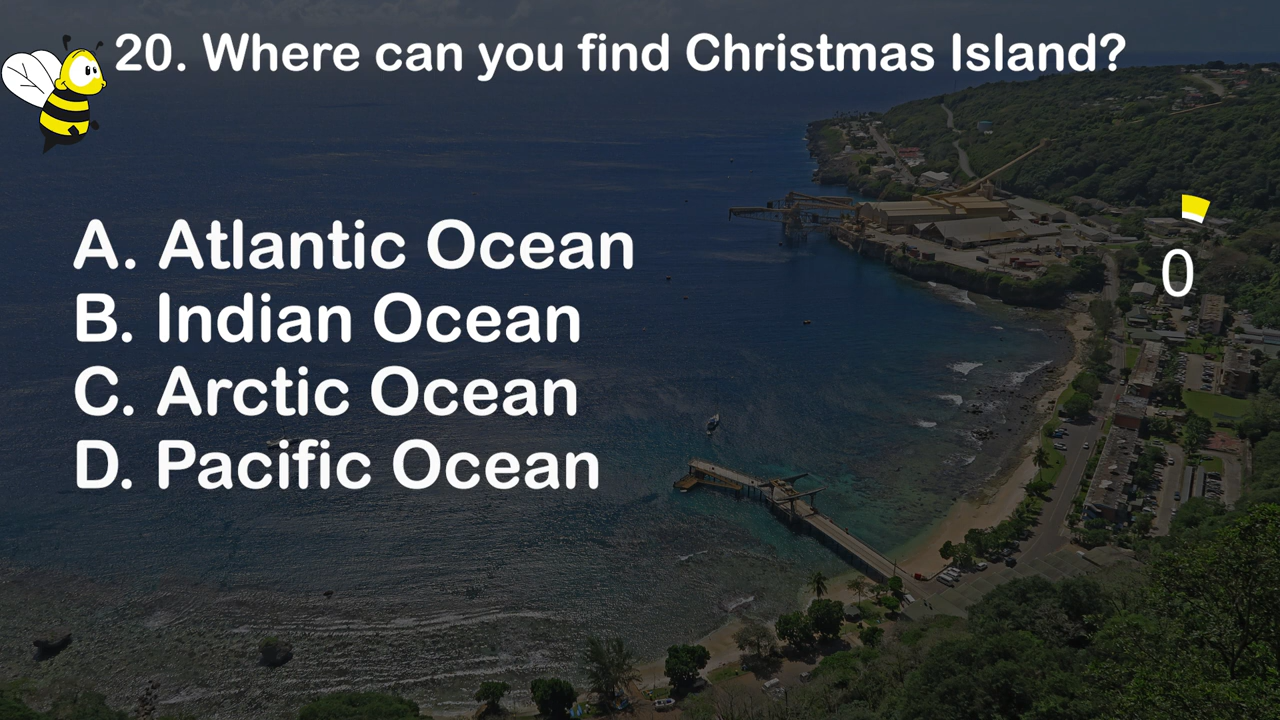 20. Where can you find Christmas Island?
A. Atlantic Ocean
B. Indian Ocean
C. Arctic Ocean
D. Pacific Ocean
0